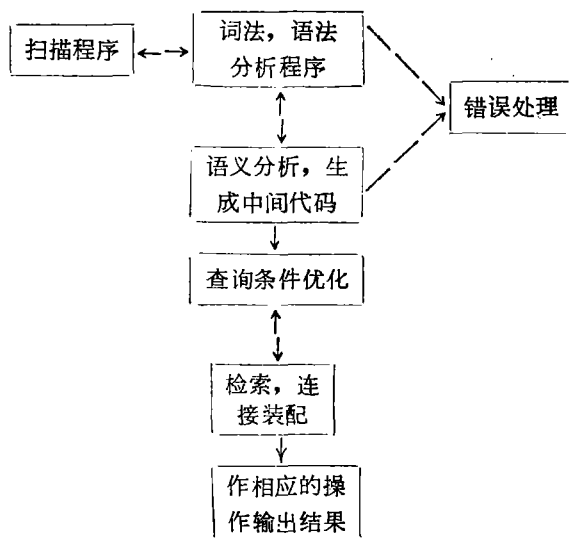 扫描程序
词法，语法
分析程序
错误处理
语义分析，生
成中间代码
查询条件优化
检索，连
接装配
作相应的操
作输出结果